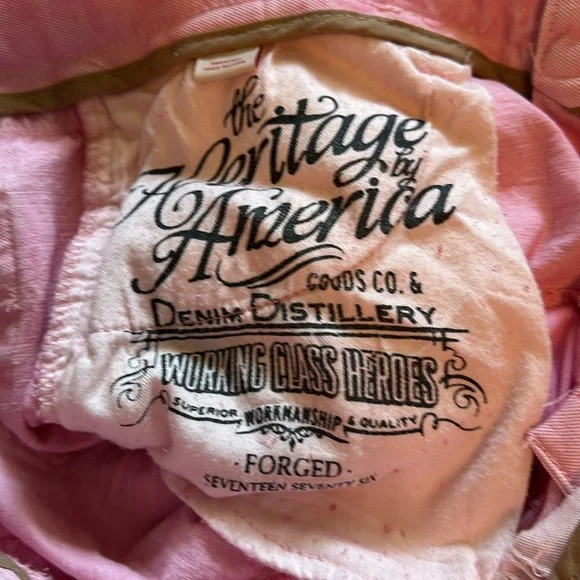 the
Heritage
by
America
GOODS CO. &
DENIM DISTILLERY
WORKING CLASS HEROES
SUPERIOR WORKMANSHIP & QUALITY
· FORGED ·
SEVENTEEN SEVENTY SIX